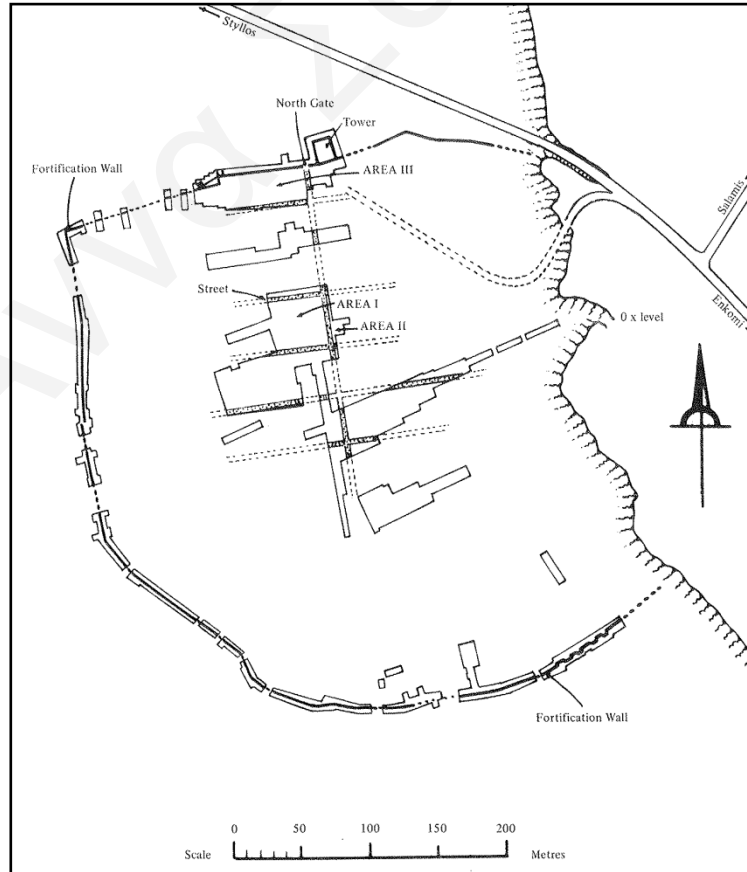 Styllos
North Gate
Tower
Fortification Wall
AREA III
Salamis
Enkomi
Street
AREA I
AREA II
0 x level
Fortification Wall
0 50 100 150 200
Scale Metres